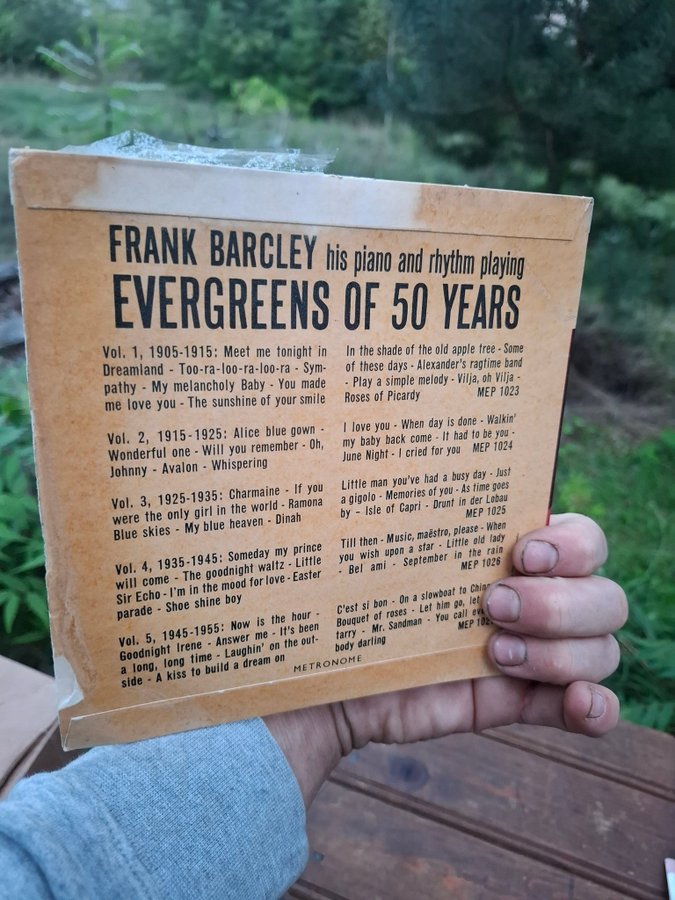 FRANK BARCLEY his piano and rhythm playing
EVERGREENS OF 50 YEARS
Vol. 1, 1905-1915: Meet me tonight in
Dreamland - Too-ra-loo-ra-loo-ra - Sym-
pathy - My melancholy Baby - You made
me love you - The sunshine of your smile
In the shade of the old apple tree - Some
of these days - Alexander's ragtime band
- Play a simple melody - Vilja, oh Vilja -
Roses of Picardy MEP 1023
Vol. 2, 1915-1925: Alice blue gown -
Wonderful one - Will you remember - Oh,
Johnny - Avalon - Whispering
I love you - When day is done - Walkin'
my baby back come - It had to be you -
June Night - I cried for you MEP 1024
Vol. 3, 1925-1935: Charmaine - If you
were the only girl in the world - Ramona
Blue skies - My blue heaven - Dinah
Little man you've had a busy day - Just
a gigolo - Memories of you - As time goes
by - Isle of Capri - Drunt in der Lobau
MEP 1025
Vol. 4, 1935-1945: Someday my prince
will come - The goodnight waltz - Little
Sir Echo - I'm in the mood for love - Easter
parade - Shoe shine boy
Till then - Music, maëstro, please - When
you wish upon a star - Little old lady
- Bel ami - September in the rain
MEP 1026
Vol. 5, 1945-1955: Now is the hour -
Goodnight Irene - Answer me - It's been
a long, long time - Laughin' on the out-
side - A kiss to build a dream on
C'est si bon - On a slowboat to
Bouquet of roses - Let him go,
tarry - Mr. Sandman - You call
body darling MEP
METRONOME